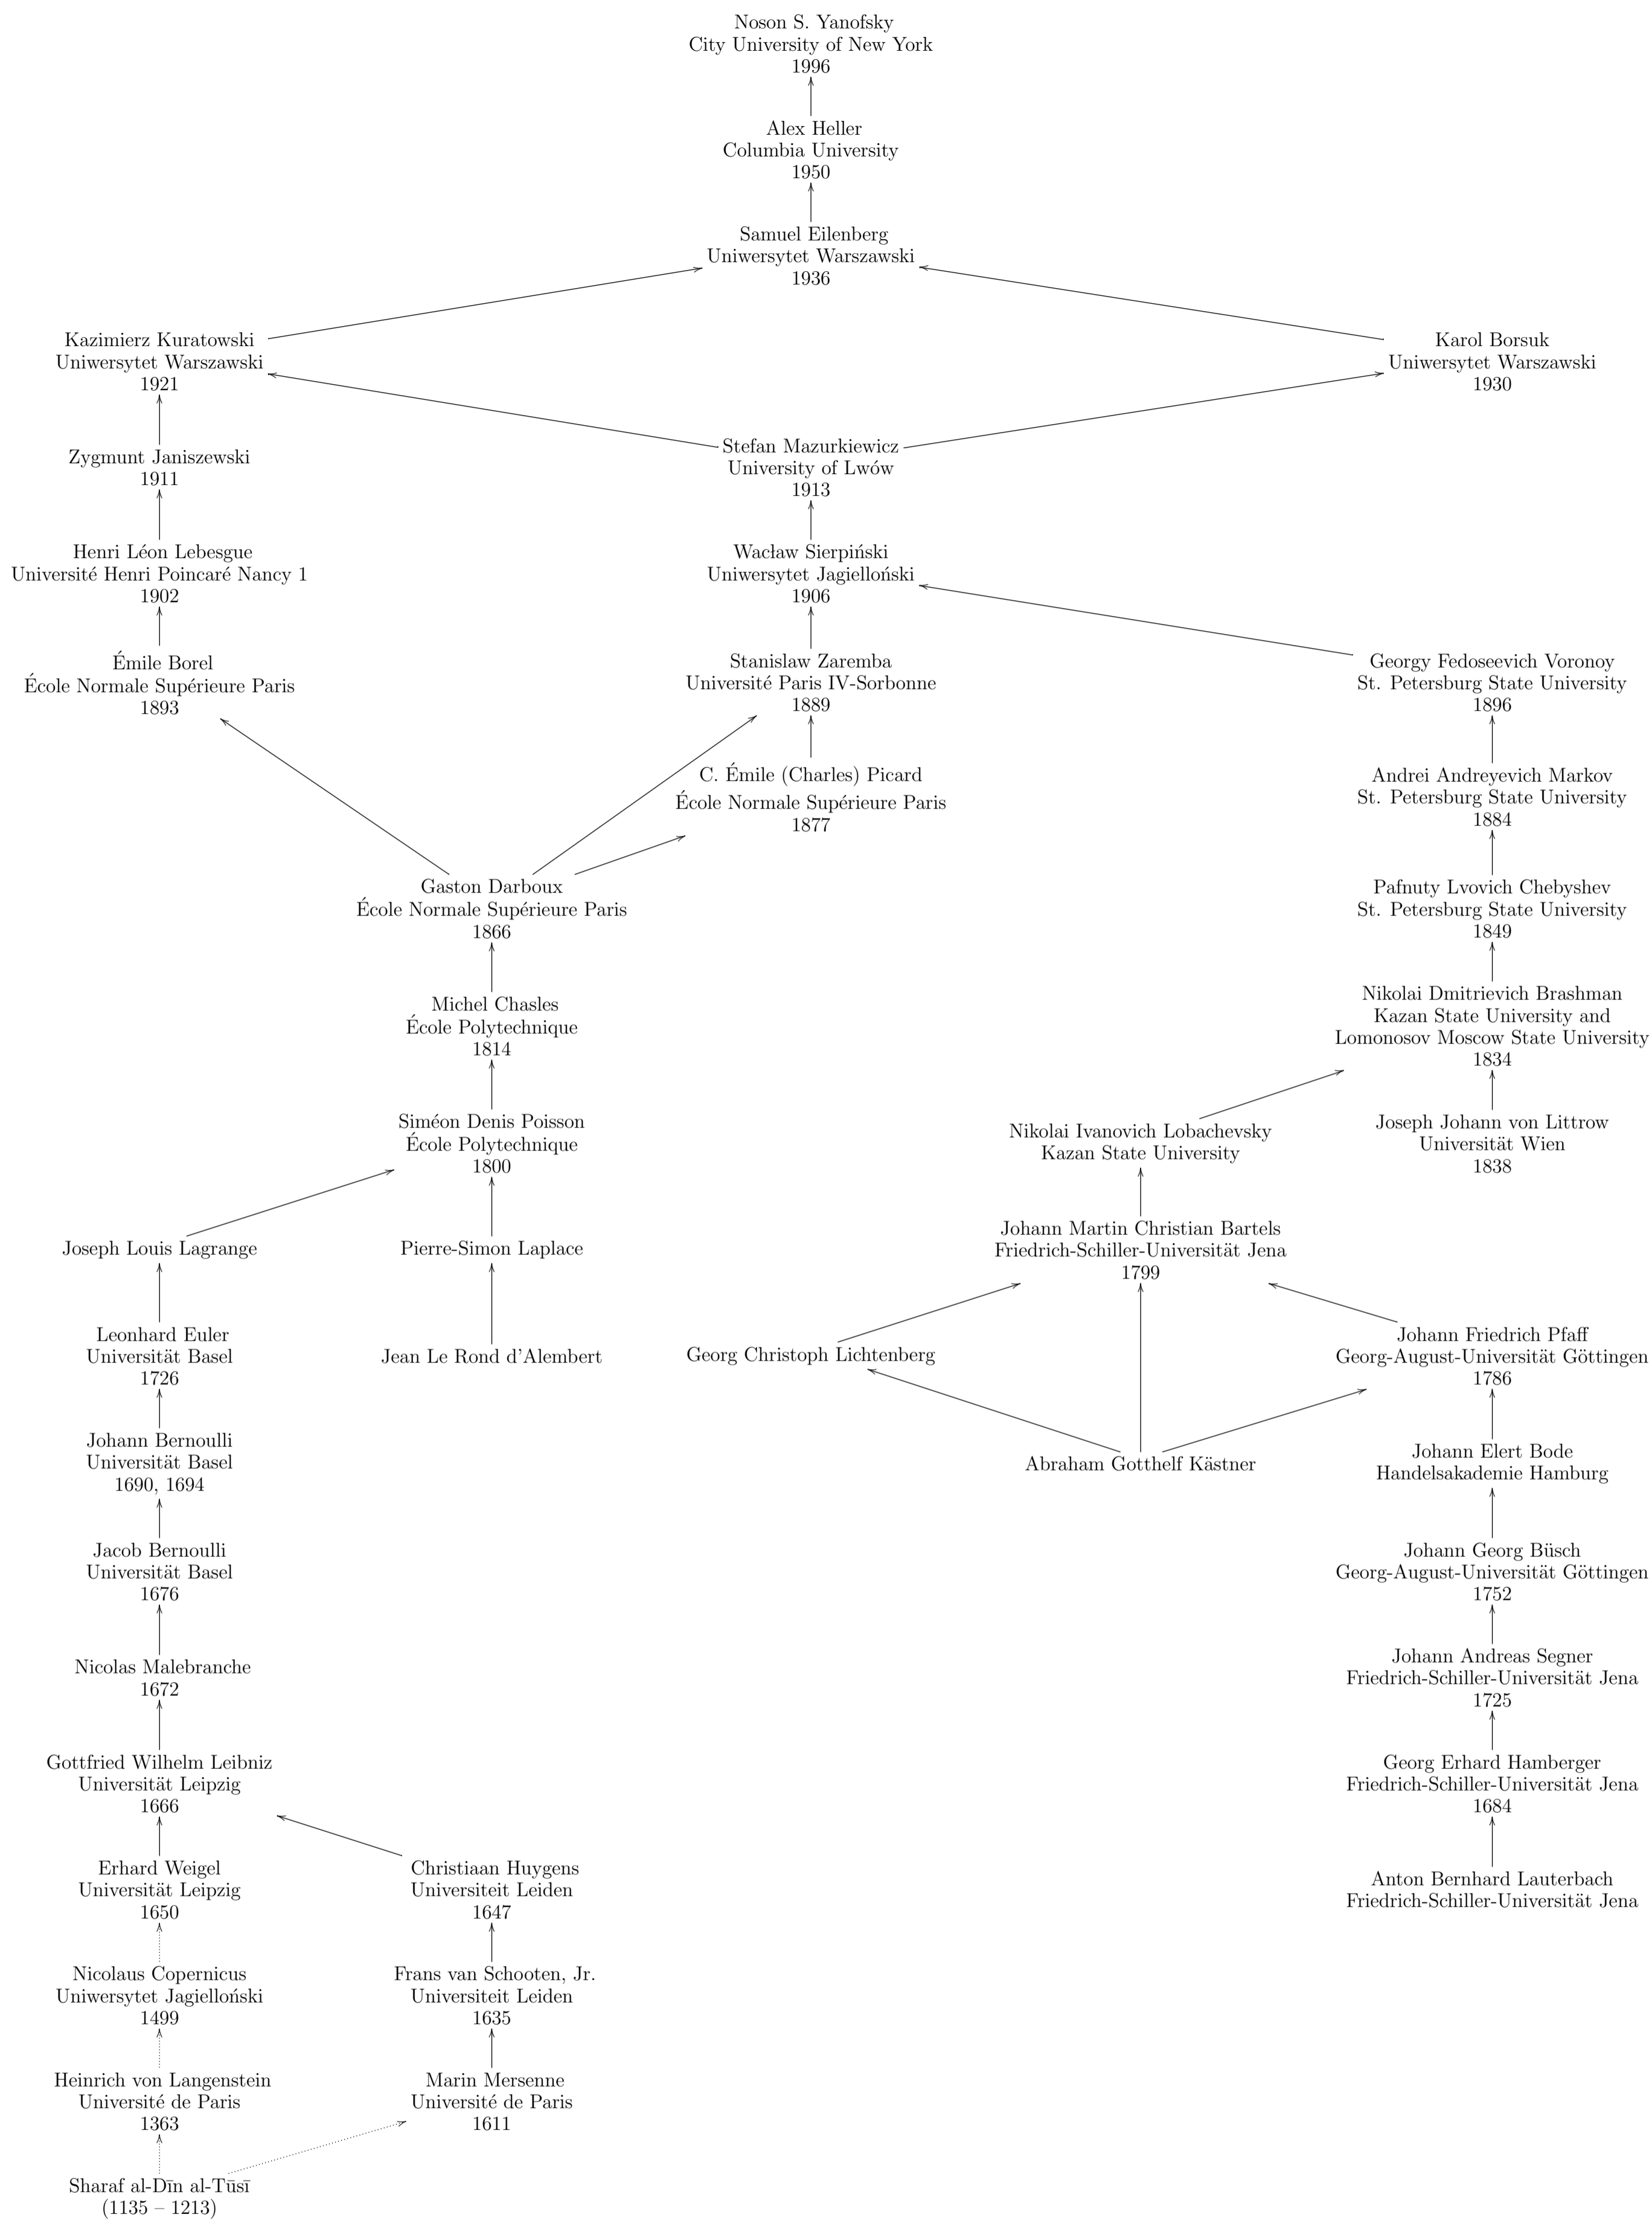 Noson S. Yanofsky
City University of New York
1996
Alex Heller
Columbia University
1950
Samuel Eilenberg
Uniwersytet Warszawski
1936
Kazimierz Kuratowski
Uniwersytet Warszawski
1921
Karol Borsuk
Uniwersytet Warszawski
1930
Zygmunt Janiszewski
1911
Stefan Mazurkiewicz
University of Lwów
1913
Henri Léon Lebesgue
Université Henri Poincaré Nancy 1
1902
Wacław Sierpiński
Uniwersytet Jagielloński
1906
Émile Borel
École Normale Supérieure Paris
1893
Stanislaw Zaremba
Université Paris IV-Sorbonne
1889
Georgy Fedoseevich Voronoy
St. Petersburg State University
1896
C. Émile (Charles) Picard
École Normale Supérieure Paris
1877
Andrei Andreyevich Markov
St. Petersburg State University
1884
Gaston Darboux
École Normale Supérieure Paris
1866
Pafnuty Lvovich Chebyshev
St. Petersburg State University
1849
Michel Chasles
École Polytechnique
1814
Nikolai Dmitrievich Brashman
Kazan State University and
Lomonosov Moscow State University
1834
Siméon Denis Poisson
École Polytechnique
1800
Nikolai Ivanovich Lobachevsky
Kazan State University
Joseph Johann von Littrow
Universität Wien
1838
Joseph Louis Lagrange
Pierre-Simon Laplace
Johann Martin Christian Bartels
Friedrich-Schiller-Universität Jena
1799
Leonhard Euler
Universität Basel
1726
Jean Le Rond d'Alembert
Georg Christoph Lichtenberg
Johann Friedrich Pfaff
Georg-August-Universität Göttingen
1786
Johann Bernoulli
Universität Basel
1690, 1694
Abraham Gotthelf Kästner
Johann Elert Bode
Handelsakademie Hamburg
Jacob Bernoulli
Universität Basel
1676
Johann Georg Büsch
Georg-August-Universität Göttingen
1752
Nicolas Malebranche
1672
Johann Andreas Segner
Friedrich-Schiller-Universität Jena
1725
Gottfried Wilhelm Leibniz
Universität Leipzig
1666
Georg Erhard Hamberger
Friedrich-Schiller-Universität Jena
1684
Erhard Weigel
Universität Leipzig
1650
Christiaan Huygens
Universiteit Leiden
1647
Anton Bernhard Lauterbach
Friedrich-Schiller-Universität Jena
Nicolaus Copernicus
Uniwersytet Jagielloński
1499
Frans van Schooten, Jr.
Universiteit Leiden
1635
Heinrich von Langenstein
Université de Paris
1363
Marin Mersenne
Université de Paris
1611
Sharaf al-Dīn al-Tūsī
(1135 – 1213)